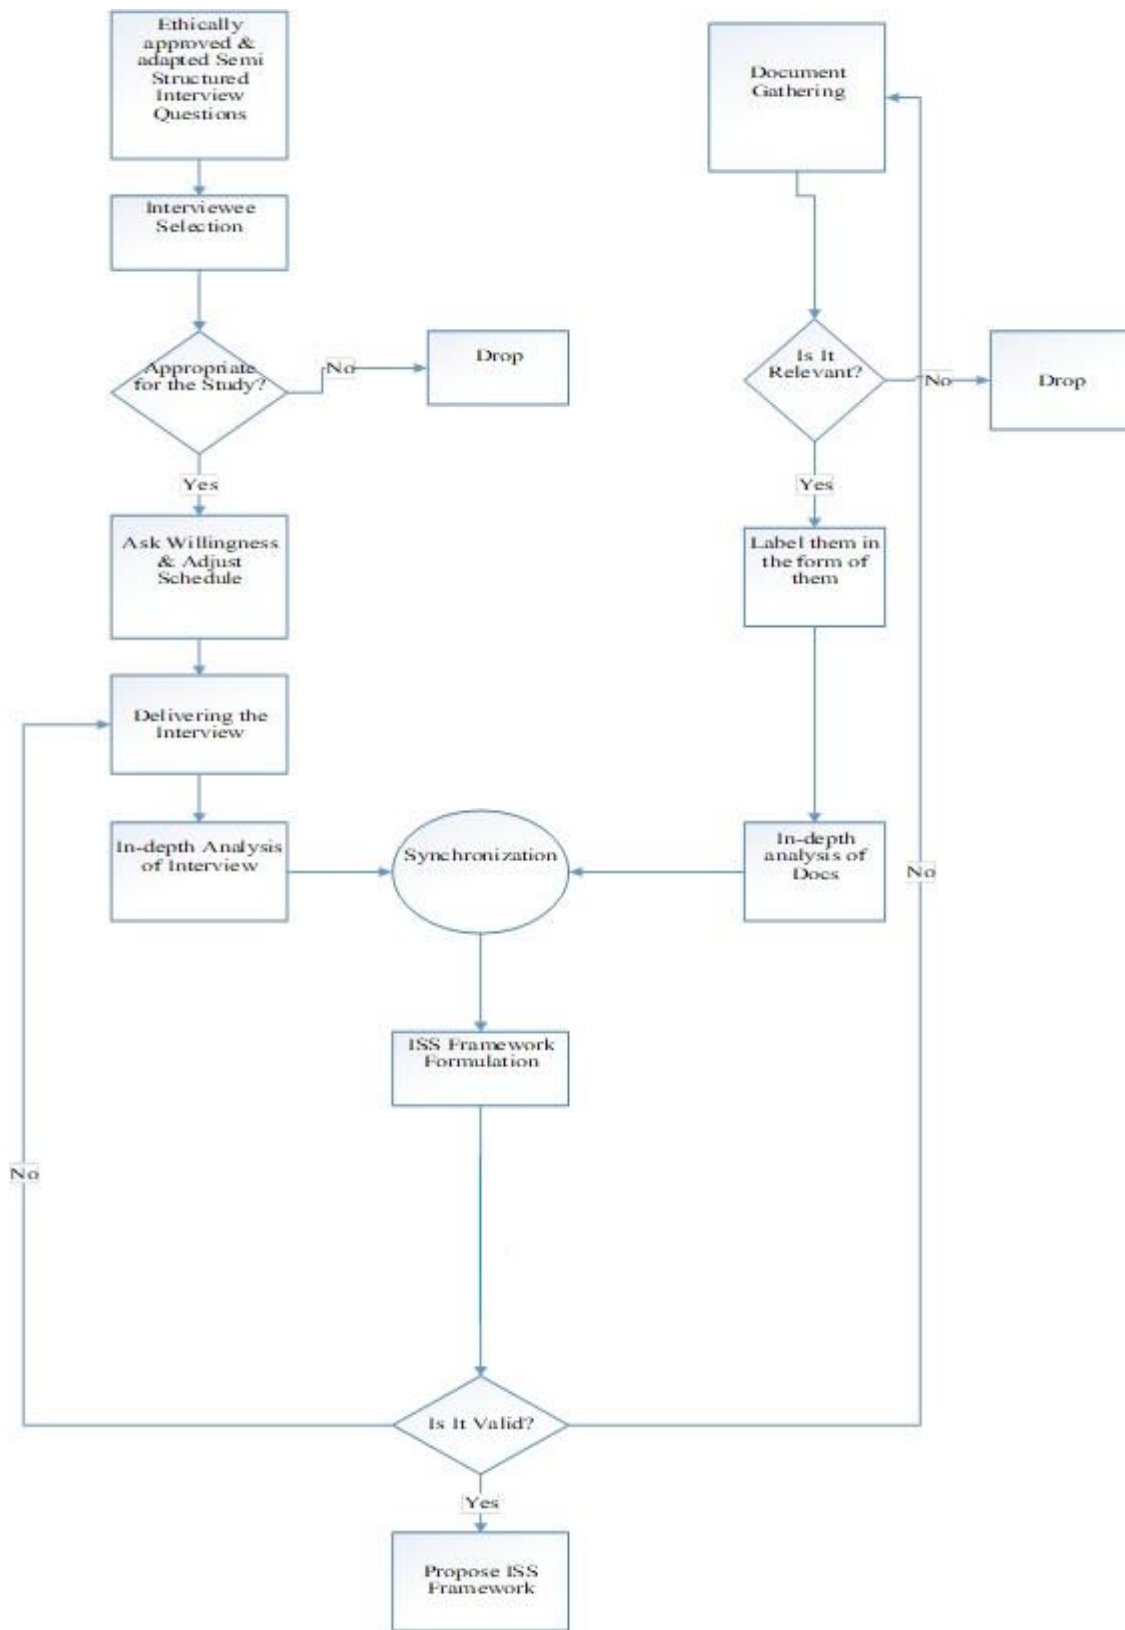 Ethically
approved &
adapted Semi
Structured
Interview
Questions
Document
Gathering
Interviewee
Selection
Appropriate
for the Study?
No
Drop
Is It
Relevant?
No
Drop
Yes
Yes
Ask Willingness
& Adjust
Schedule
Label them in
the form of
them
Delivering the
Interview
In-depth Analysis
of Interview
Synchronization
In-depth
analysis of
Docs
No
ISS Framework
Formulation
No
Is It Valid?
Yes
Propose ISS
Framework